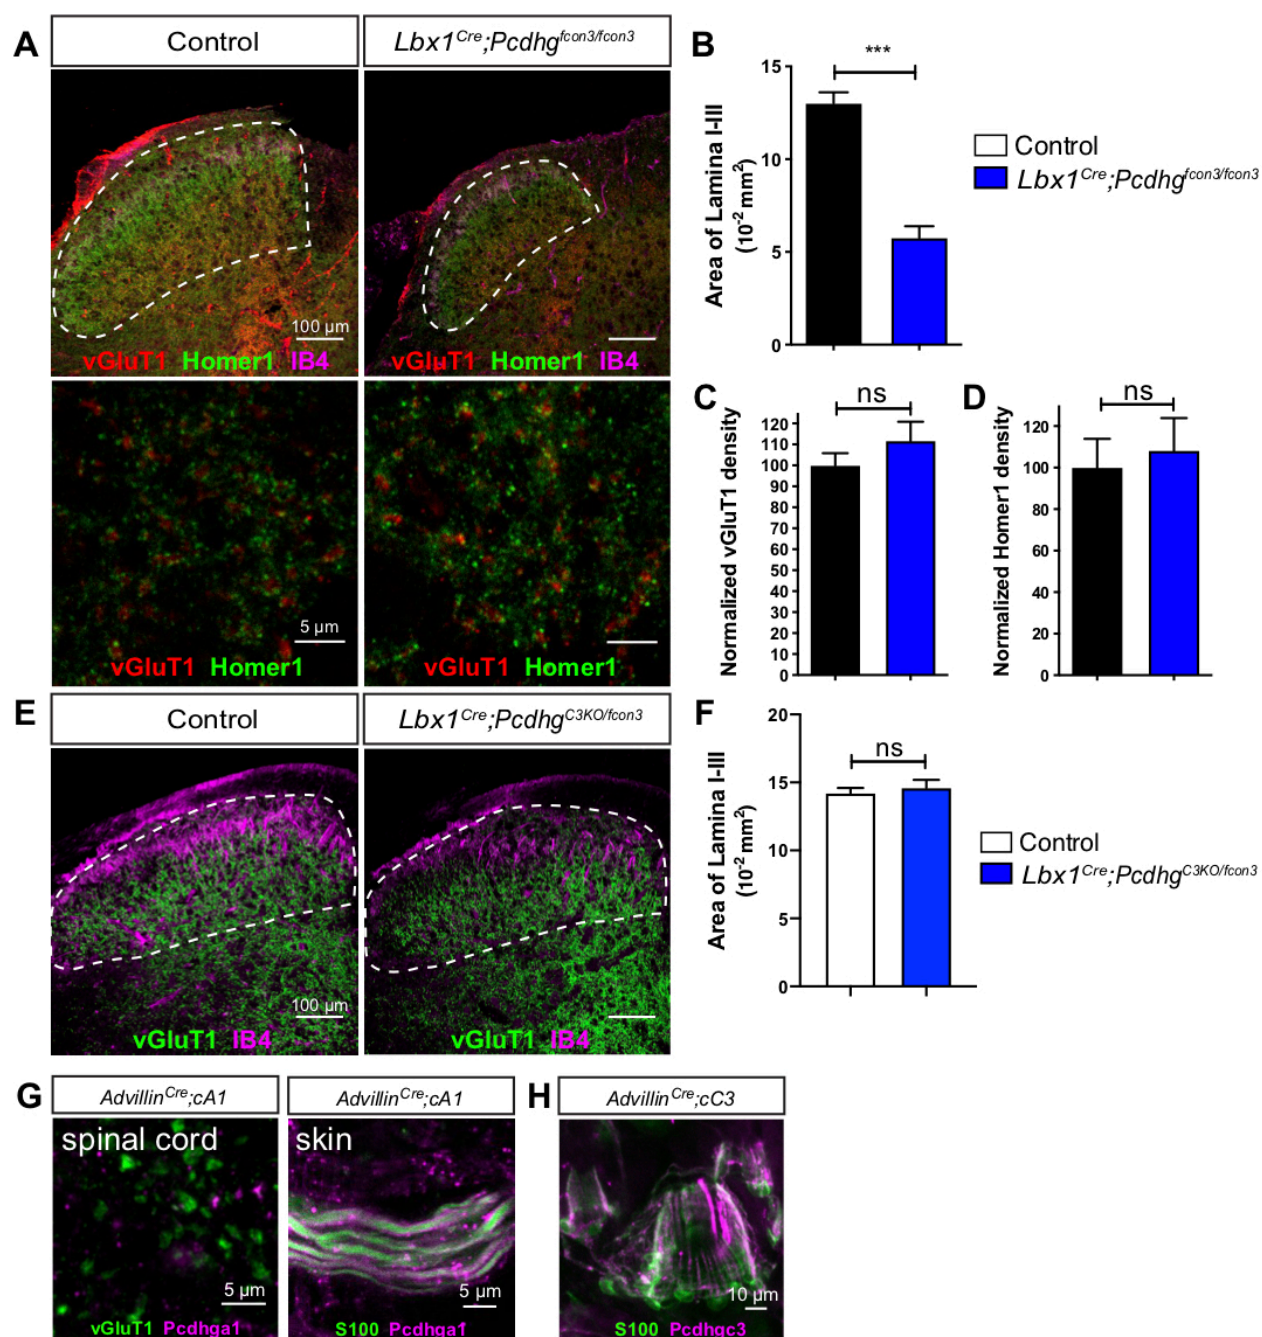 A
Control
Lbx1Cre;Pcdhgfcon3/fcon3
100 µm
vGluT1 Homer1 IB4
vGluT1 Homer1 IB4
5 µm
vGluT1 Homer1
vGluT1 Homer1
B
***
15
10
5
0
Area of Lamina I-III
(10-2 mm2)
Control
Lbx1Cre;Pcdhgfcon3/fcon3
C
ns
Normalized vGluT1 density
120
110
100
90
80
70
60
50
40
30
20
10
0
D
ns
Normalized Homer1 density
120
100
80
60
40
20
0
E
Control
Lbx1Cre;PcdhgC3KO/fcon3
100 µm
vGluT1 IB4
vGluT1 IB4
F
ns
20
15
10
5
0
Area of Lamina I-III
(10-2 mm2)
Control
Lbx1Cre;PcdhgC3KO/fcon3
G
AdvillinCre;cA1
spinal cord
5 µm
vGluT1 Pcdhga1
AdvillinCre;cA1
skin
5 µm
S100 Pcdhga1
H
AdvillinCre;cC3
10 µm
S100 Pcdhgc3